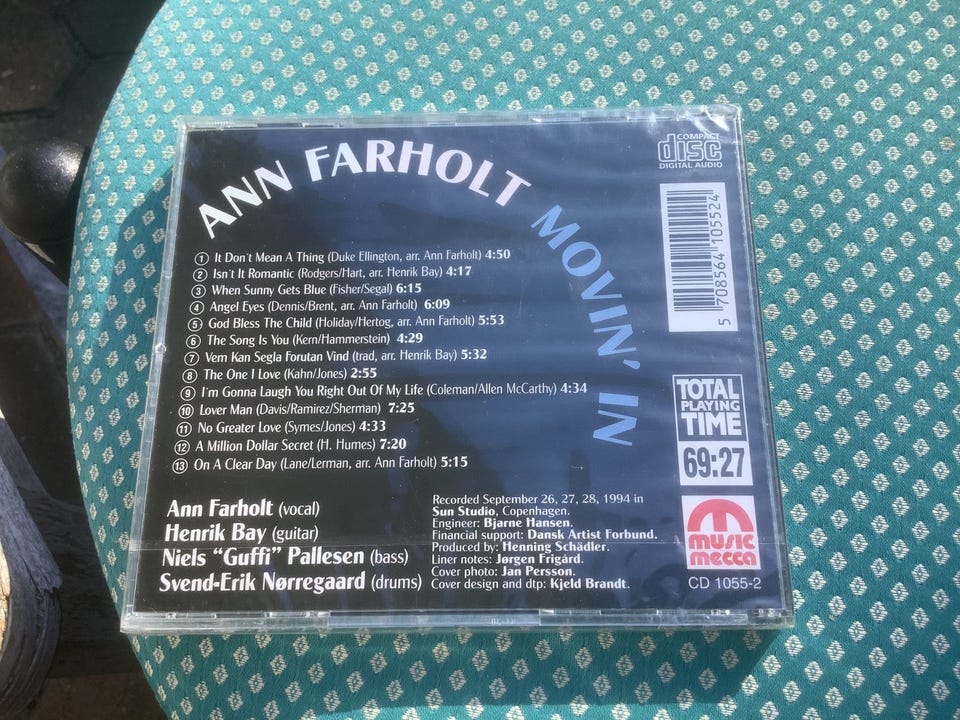 ANN FARHOLT MOVIN' IN
COMPACT
disc
DIGITAL AUDIO
1 It Don't Mean A Thing (Duke Ellington, arr. Ann Farholt) 4:50
2 Isn't It Romantic (Rodgers/Hart, arr. Henrik Bay) 4:17
3 When Sunny Gets Blue (Fisher/Segal) 6:15
4 Angel Eyes (Dennis/Brent, arr. Ann Farholt) 6:09
5 God Bless The Child (Holiday/Hertog, arr. Ann Farholt) 5:53
6 The Song Is You (Kern/Hammerstein) 4:29
7 Vem Kan Segla Forutan Vind (trad, arr. Henrik Bay) 5:32
8 The One I Love (Kahn/Jones) 2:55
9 I'm Gonna Laugh You Right Out Of My Life (Coleman/Allen McCarthy) 4:34
10 Lover Man (Davis/Ramirez/Sherman) 7:25
11 No Greater Love (Symes/Jones) 4:33
12 A Million Dollar Secret (H. Humes) 7:20
13 On A Clear Day (Lane/Lerman, arr. Ann Farholt) 5:15
5 708564 105524
TOTAL
PLAYING
TIME
69:27
Ann Farholt (vocal)
Henrik Bay (guitar)
Niels "Guffi" Pallesen (bass)
Svend-Erik Nørregaard (drums)
Recorded September 26, 27, 28, 1994 in
Sun Studio, Copenhagen.
Engineer: Bjarne Hansen.
Financial support: Dansk Artist Forbund.
Produced by: Henning Schädler.
Liner notes: Jørgen Frigård.
Cover photo: Jan Persson.
Cover design and dtp: Kjeld Brandt.
music
mecca
CD 1055-2